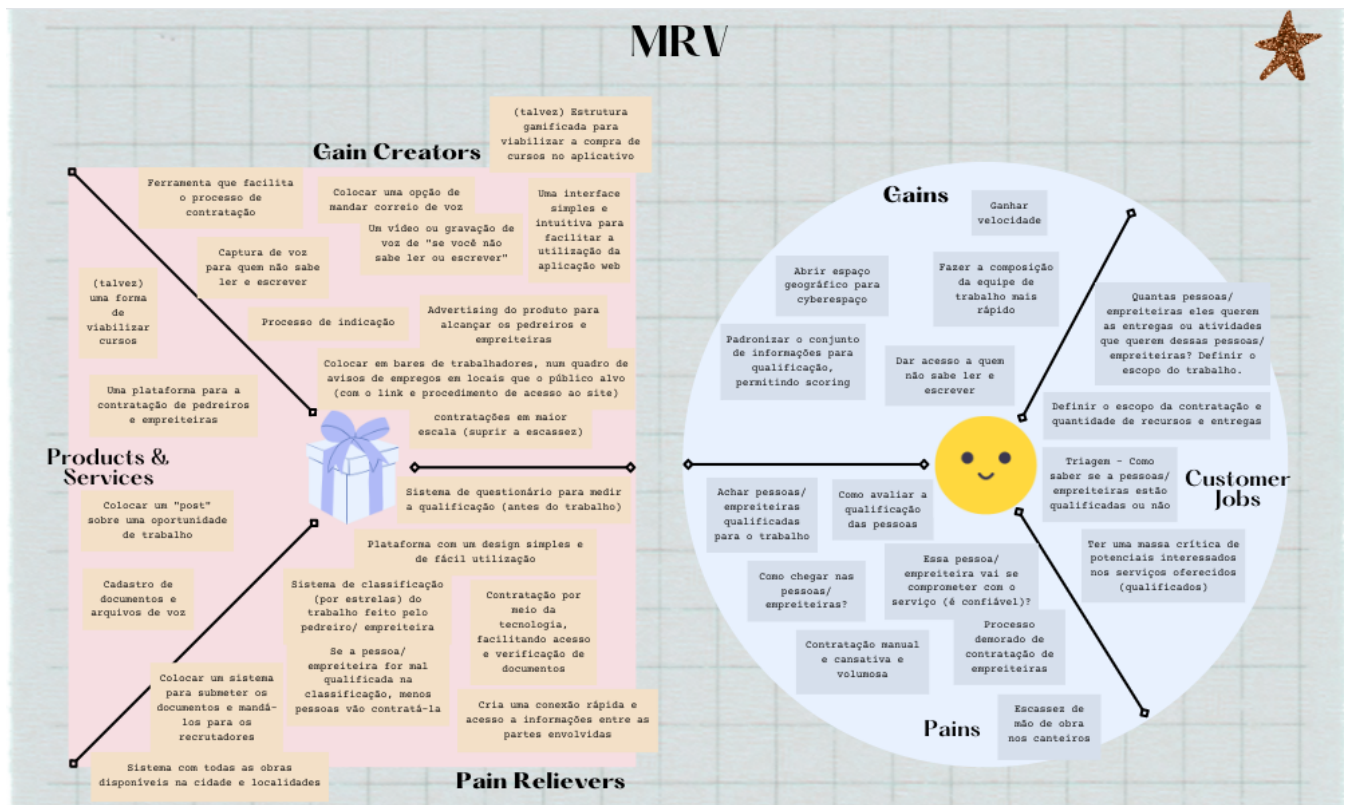 MRV
Gain Creators
(talvez) Estrutura
gamificada para
viabilizar a compra de
cursos no aplicativo
Ferramenta que facilita
o processo de
contratação
Colocar uma opção de
mandar correio de voz
Uma interface
simples e
intuitiva para
facilitar a
utilização da
aplicação web
Um vídeo ou gravação de
voz de "se você não
sabe ler ou escrever"
Captura de voz
para quem não sabe
ler e escrever
(talvez)
uma forma
de
viabilizar
cursos
Processo de indicação
Advertising do produto para
alcançar os pedreiros e
empreiteiras
Colocar em bares de trabalhadores, num quadro de
avisos de empregos em locais que o público alvo
(com o link e procedimento de acesso ao site)
Uma plataforma para a
contratação de pedreiros
e empreiteiras
contratações em maior
escala (suprir a escassez)
Products &
Services
Colocar um "post"
sobre uma oportunidade
de trabalho
Sistema de questionário para medir
a qualificação (antes do trabalho)
Plataforma com um design simples e
de fácil utilização
Cadastro de
documentos e
arquivos de voz
Sistema de classificação
(por estrelas) do
trabalho feito pelo
pedreiro/ empreiteira
Contratação por
meio da
tecnologia,
facilitando acesso
e verificação de
documentos
Se a pessoa/
empreiteira for mal
qualificada na
classificação, menos
pessoas vão contratá-la
Colocar um sistema
para submeter os
documentos e mandá-
los para os
recrutadores
Cria uma conexão rápida e
acesso a informações entre as
partes envolvidas
Sistema com todas as obras
disponíveis na cidade e localidades
Pain Relievers
Gains
Ganhar
velocidade
Abrir espaço
geográfico para
cyberespaço
Fazer a composição
da equipe de
trabalho mais
rápido
Padronizar o conjunto
de informações para
qualificação,
permitindo scoring
Dar acesso a quem
não sabe ler e
escrever
Quantas pessoas/
empreiteiras eles querem
as entregas ou atividades
que querem dessas pessoas/
empreiteiras? Definir o
escopo do trabalho.
Definir o escopo da contratação e
quantidade de recursos e entregas
Triagem - Como
saber se a pessoas/
empreiteiras estão
qualificadas ou não
Customer
Jobs
Ter uma massa crítica de
potenciais interessados
nos serviços oferecidos
(qualificados)
Achar pessoas/
empreiteiras
qualificadas
para o trabalho
Como avaliar a
qualificação
das pessoas
Essa pessoa/
empreiteira vai se
comprometer com o
serviço (é confiável)?
Como chegar nas
pessoas/
empreiteiras?
Processo
demorado de
contratação de
empreiteiras
Contratação manual
e cansativa e
volumosa
Escassez de
mão de obra
nos canteiros
Pains